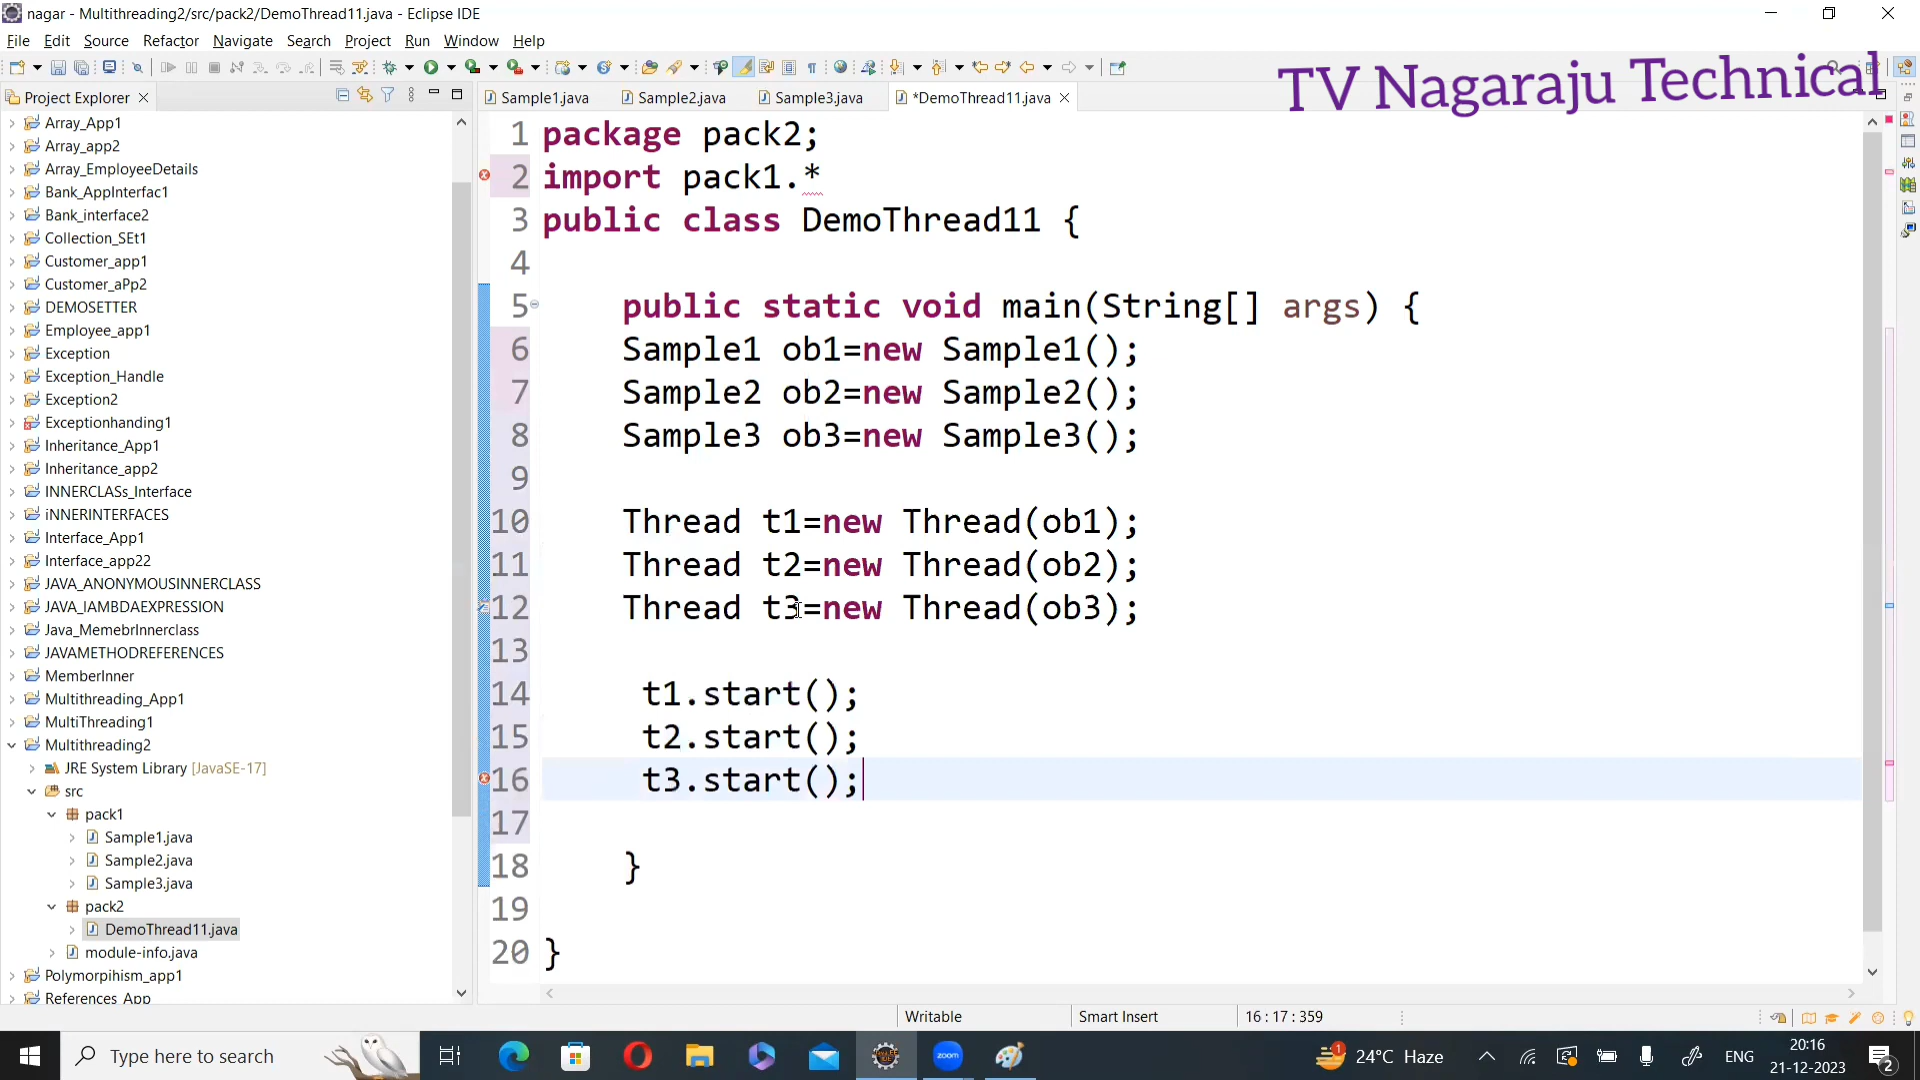 nagar - Multithreading2/src/pack2/DemoThread11.java - Eclipse IDE
File Edit Source Refactor Navigate Search Project Run Window Help
TV Nagaraju Technical
Project Explorer
Sample1.java Sample2.java Sample3.java *DemoThread11.java
Array_App1
Array_app2
Array_EmployeeDetails
Bank_AppInterfac1
Bank_interface2
Collection_SEt1
Customer_app1
Customer_aPp2
DEMOSETTER
Employee_app1
Exception
Exception_Handle
Exception2
Exceptionhanding1
Inheritance_App1
Inheritance_app2
INNERCLASs_Interface
iNNERINTERFACES
Interface_App1
Interface_app22
JAVA_ANONYMOUSINNERCLASS
JAVA_lAMBDAEXPRESSION
Java_MemebrInnerclass
JAVAMETHODREFERENCES
MemberInner
Multithreading_App1
MultiThreading1
Multithreading2
JRE System Library [JavaSE-17]
src
pack1
Sample1.java
Sample2.java
Sample3.java
pack2
DemoThread11.java
module-info.java
Polymorpihism_app1
References_App
1 package pack2;
2 import pack1.*
3 public class DemoThread11 {
4
5 public static void main(String[] args) {
6 Sample1 ob1=new Sample1();
7 Sample2 ob2=new Sample2();
8 Sample3 ob3=new Sample3();
9
10 Thread t1=new Thread(ob1);
11 Thread t2=new Thread(ob2);
12 Thread t3=new Thread(ob3);
13
14 t1.start();
15 t2.start();
16 t3.start();
17
18 }
19
20 }
Writable Smart Insert 16 : 17 : 359
Type here to search
zoom
1 24°C Haze
ENG
20:16
21-12-2023
2